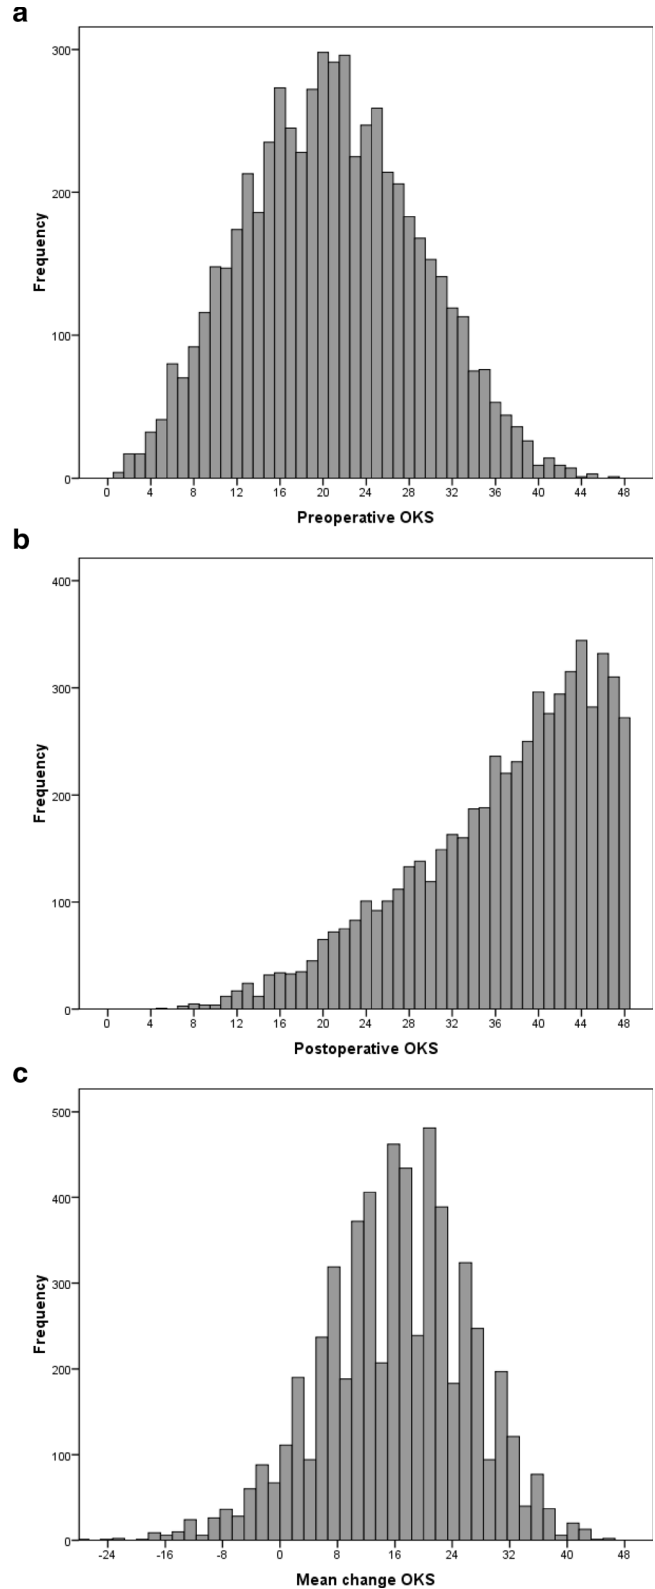 a
300
200
100
0
Frequency
0 4 8 12 16 20 24 28 32 36 40 44 48
Preoperative OKS
b
400
300
200
100
0
Frequency
0 4 8 12 16 20 24 28 32 36 40 44 48
Postoperative OKS
c
500
400
300
200
100
0
Frequency
-24 -16 -8 0 8 16 24 32 40 48
Mean change OKS